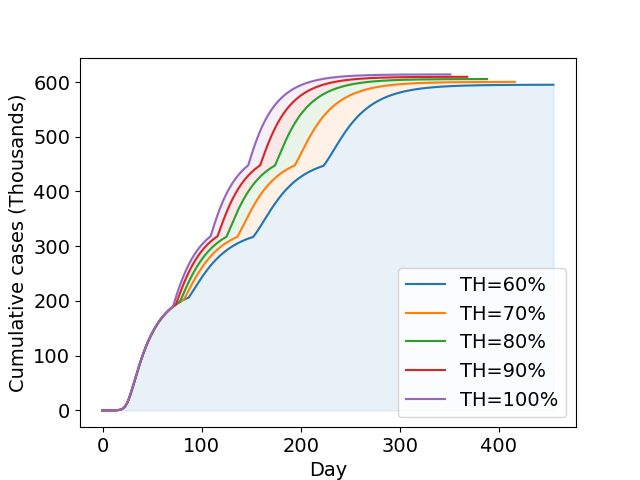 Cumulative cases (Thousands)
600
500
400
300
200
100
0
TH=60%
TH=70%
TH=80%
TH=90%
TH=100%
0 100 200 300 400
Day